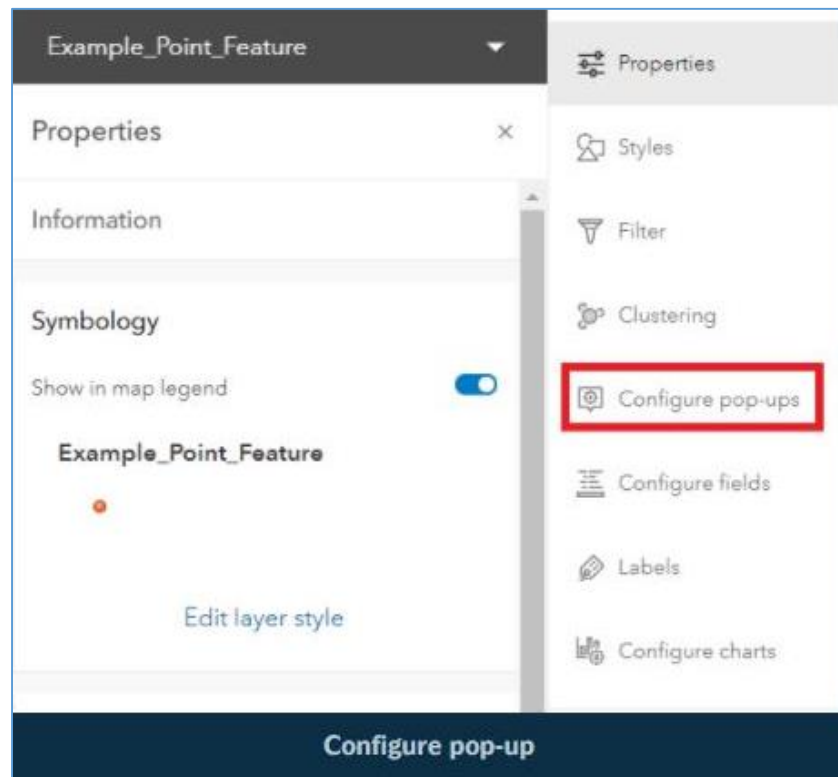 Example_Point_Feature
Properties
Information
Symbology
Show in map legend
Example_Point_Feature
Edit layer style
Properties
Styles
Filter
Clustering
Configure pop-ups
Configure fields
Labels
Configure charts
Configure pop-up